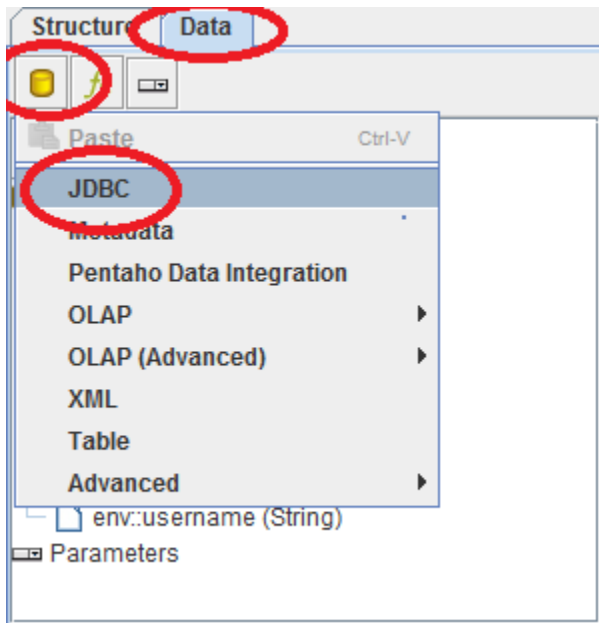 Structure Data
f
Paste Ctrl-V
JDBC
Metadata
Pentaho Data Integration
OLAP
OLAP (Advanced)
XML
Table
Advanced
env::username (String)
Parameters